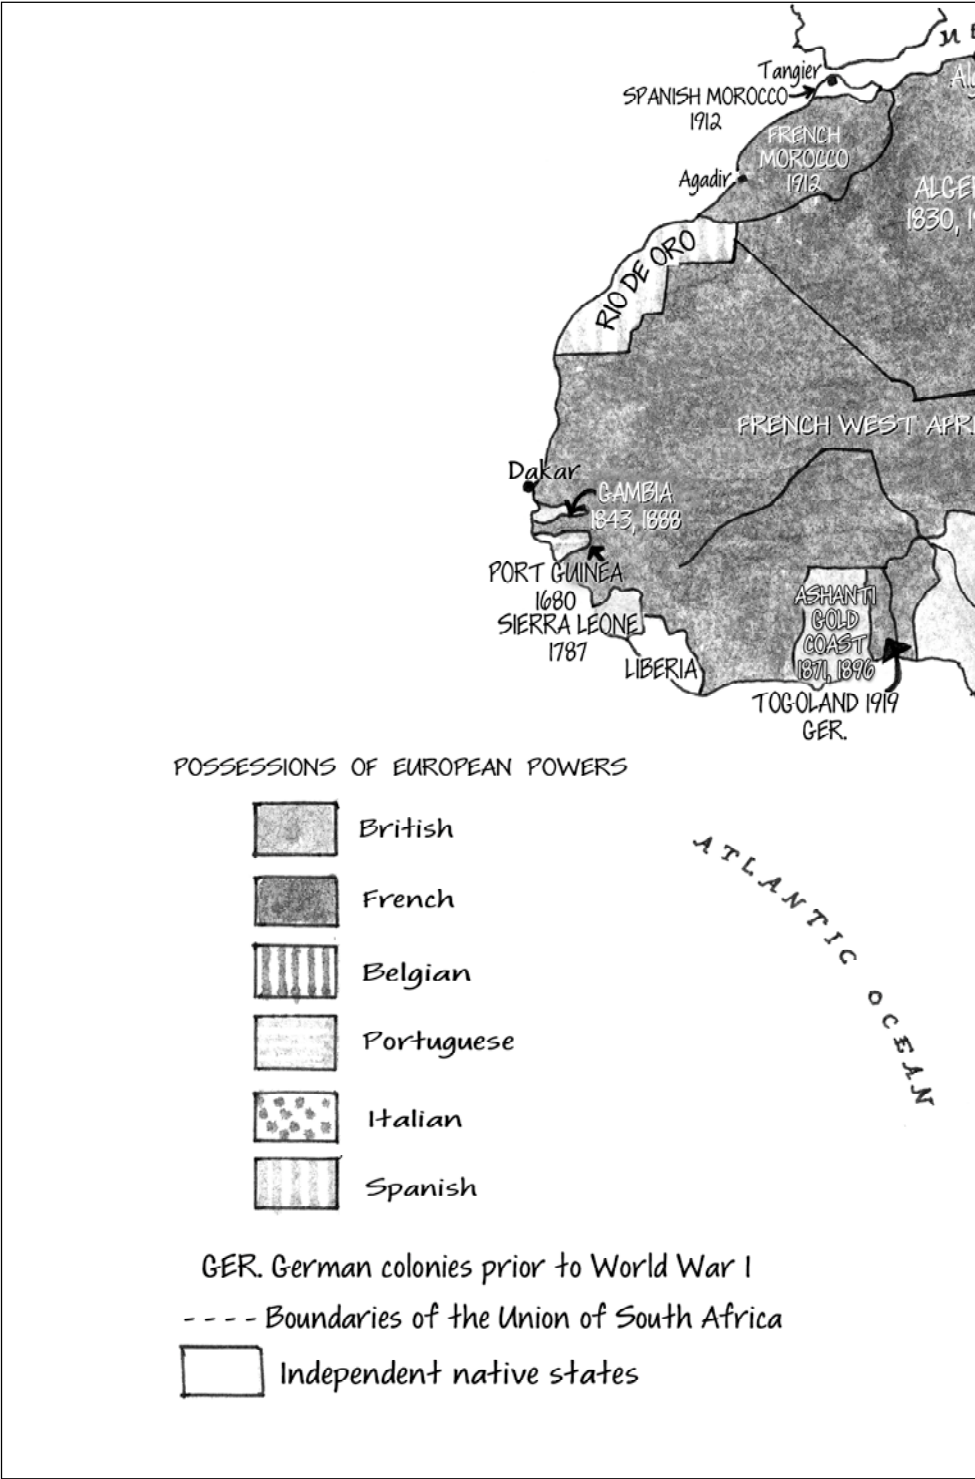 Tangier
SPANISH MOROCCO
1912
FRENCH
MOROCCO
1912
Agadir
RIO DE ORO
FRENCH WEST
Dakar
GAMBIA
1843, 1888
PORT GUINEA
1680
SIERRA LEONE
1787
LIBERIA
ASHANTI
GOLD
COAST
1871, 1896
TOGOLAND 1919
GER.
1830,
POSSESSIONS OF EUROPEAN POWERS
British
French
Belgian
Portuguese
Italian
Spanish
ATLANTIC OCEAN
GER. German colonies prior to World War I
Boundaries of the Union of South Africa
Independent native states